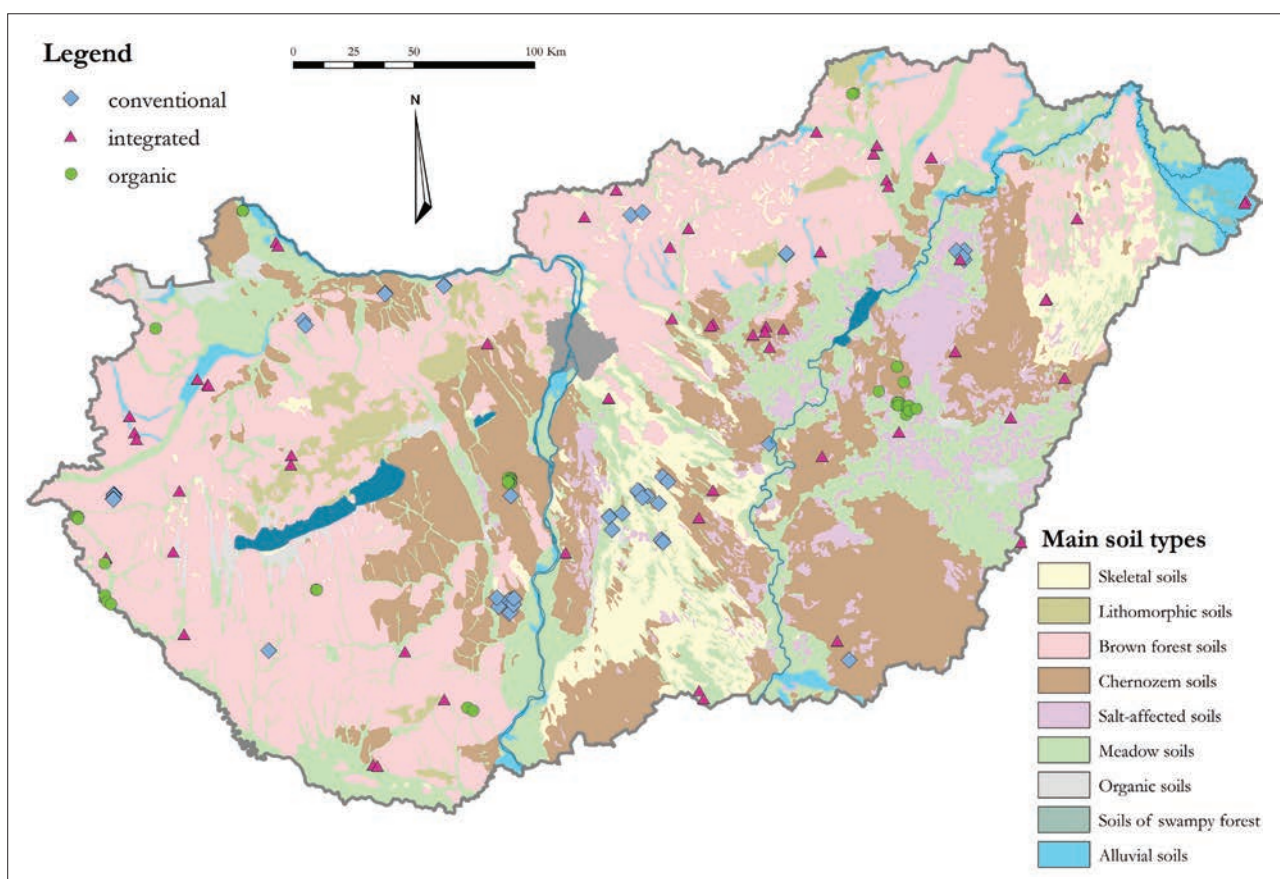 Legend
conventional
integrated
organic
0 25 50 100 Km
N
Main soil types
Skeletal soils
Lithomorphic soils
Brown forest soils
Chernozem soils
Salt-affected soils
Meadow soils
Organic soils
Soils of swampy forest
Alluvial soils